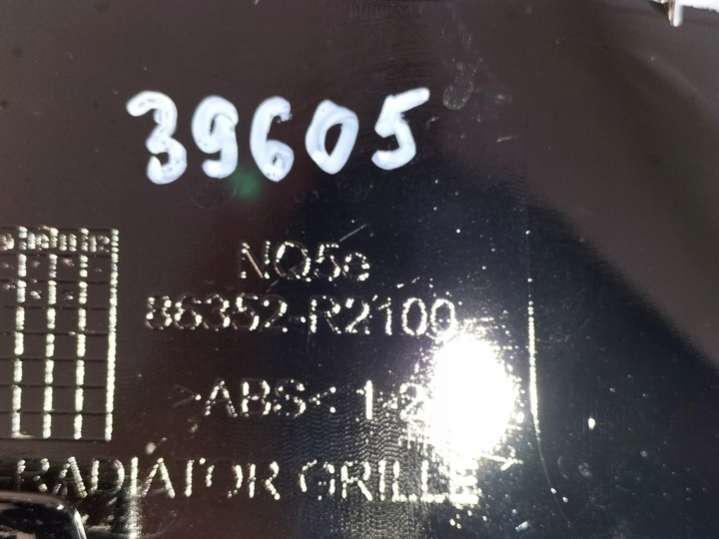 39605
NQ5e
86352-R2100
>ABS<
RADIATOR GRILLE